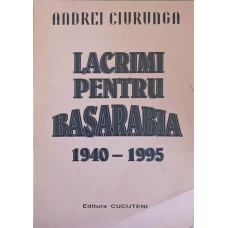 ANDREI CIURUNGA
LACRIMI
PENTRU
BASARABIA
1940 - 1995
Editura CUCUTENI